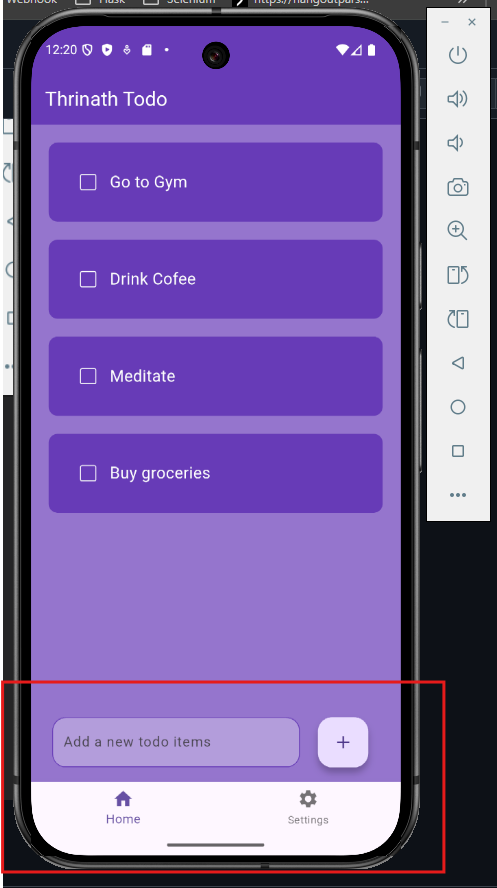 Webhook Flask Selenium https://hangoutpars...
12:20
Thrinath Todo
Go to Gym
Drink Cofee
Meditate
Buy groceries
Add a new todo items +
Home Settings